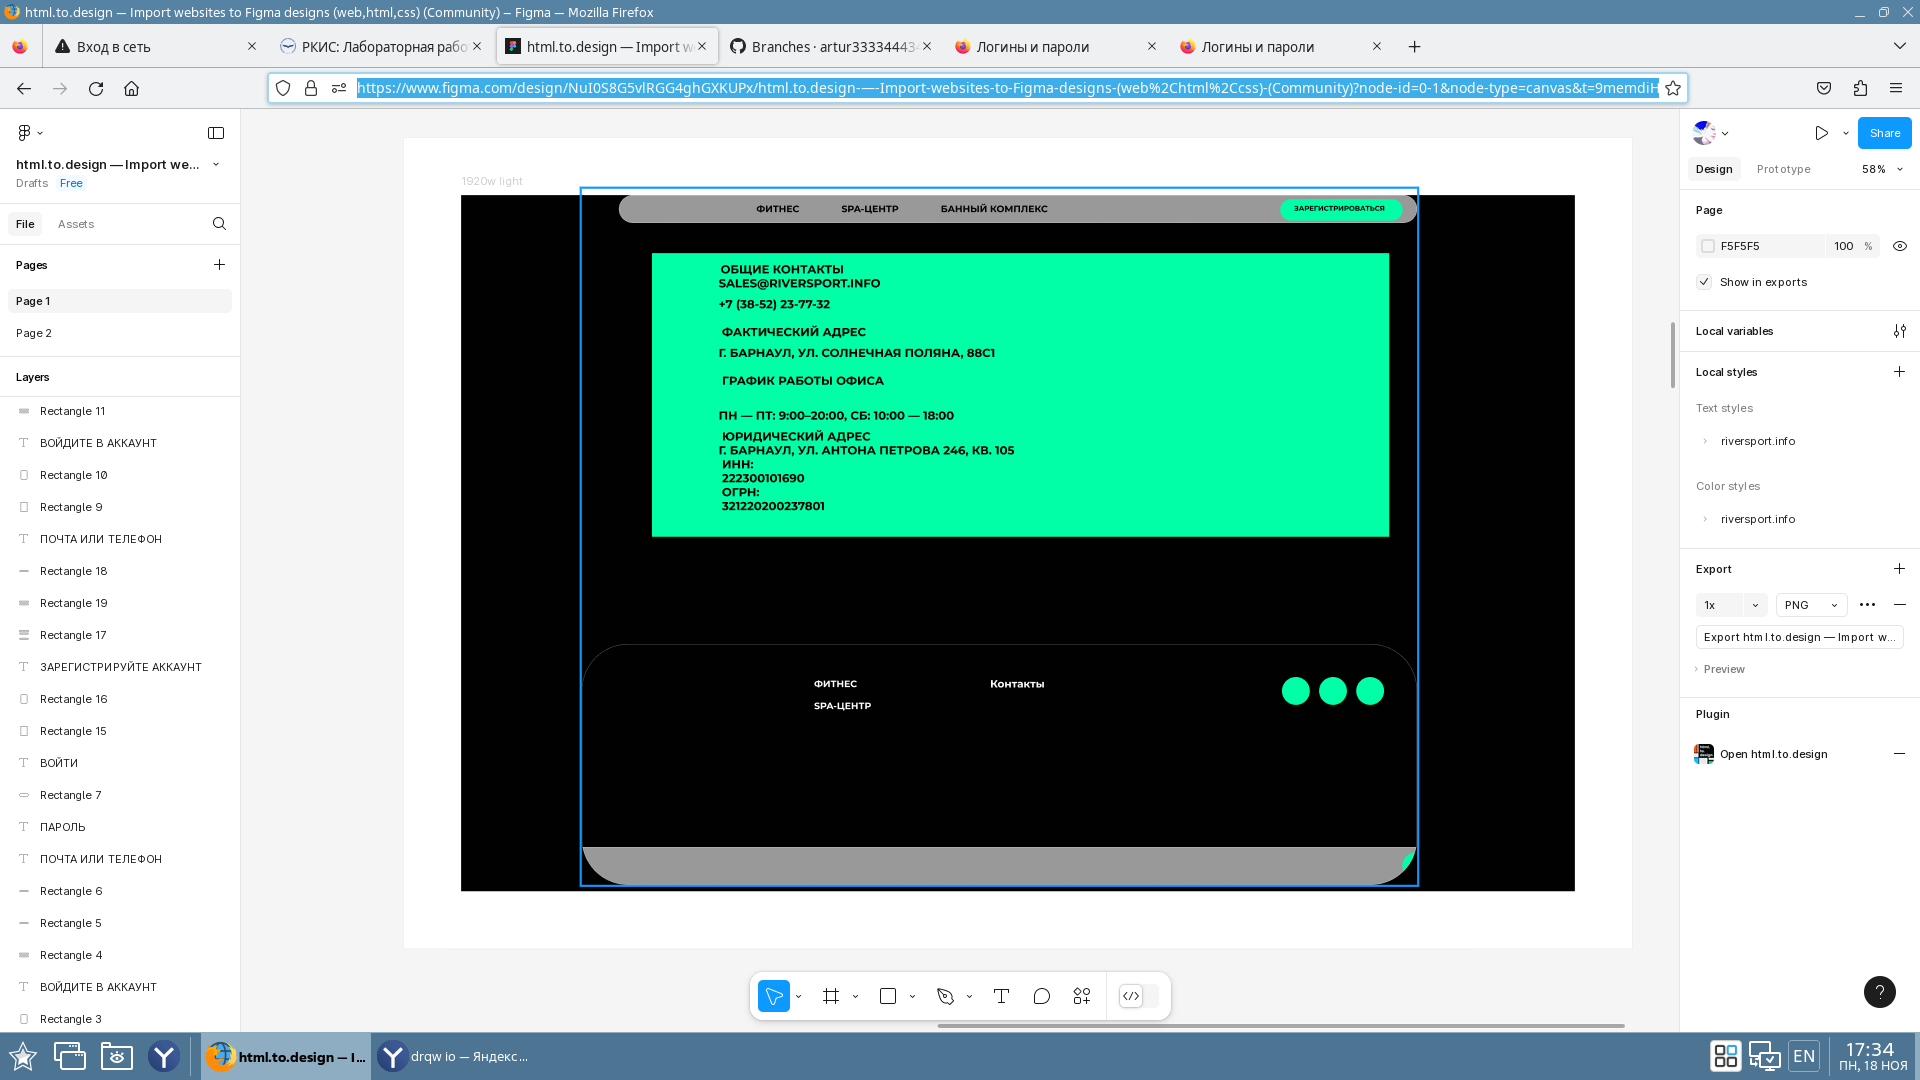 html.to.design — Import websites to Figma designs (web,html,css) (Community) – Figma — Mozilla Firefox
Вход в сеть
РКИС: Лабораторная рабо
html.to.design — Import w
Branches · artur333344434
Логины и пароли
Логины и пароли
https://www.figma.com/design/NuI0S8G5vlRGG4ghGXKUPx/html.to.design-—-Import-websites-to-Figma-designs-(web%2Chtml%2Ccss)-(Community)?node-id=0-1&node-type=canvas&t=9memdiH
html.to.design — Import we...
Drafts
Free
File
Assets
Pages
Page 1
Page 2
Layers
Rectangle 11
ВОЙДИТЕ В АККАУНТ
Rectangle 10
Rectangle 9
ПОЧТА ИЛИ ТЕЛЕФОН
Rectangle 18
Rectangle 19
Rectangle 17
ЗАРЕГИСТРИРУЙТЕ АККАУНТ
Rectangle 16
Rectangle 15
ВОЙТИ
Rectangle 7
ПАРОЛЬ
ПОЧТА ИЛИ ТЕЛЕФОН
Rectangle 6
Rectangle 5
Rectangle 4
ВОЙДИТЕ В АККАУНТ
Rectangle 3
1920w light
ФИТНЕС
SPA-ЦЕНТР
БАННЫЙ КОМПЛЕКС
ЗАРЕГИСТРИРОВАТЬСЯ
ОБЩИЕ КОНТАКТЫ
SALES@RIVERSPORT.INFO
+7 (38-52) 23-77-32
ФАКТИЧЕСКИЙ АДРЕС
Г. БАРНАУЛ, УЛ. СОЛНЕЧНАЯ ПОЛЯНА, 88С1
ГРАФИК РАБОТЫ ОФИСА
ПН — ПТ: 9:00–20:00, СБ: 10:00 — 18:00
ЮРИДИЧЕСКИЙ АДРЕС
Г. БАРНАУЛ, УЛ. АНТОНА ПЕТРОВА 246, КВ. 105
ИНН:
222300101690
ОГРН:
321220200237801
ФИТНЕС
Контакты
SPA-ЦЕНТР
Share
Design
Prototype
58%
Page
F5F5F5
100
%
Show in exports
Local variables
Local styles
Text styles
riversport.info
Color styles
riversport.info
Export
1x
PNG
Export html.to.design — Import w...
Preview
Plugin
Open html.to.design
?
html.to.design — I...
drqw io — Яндекс...
EN
17:34
ПН, 18 НОЯ